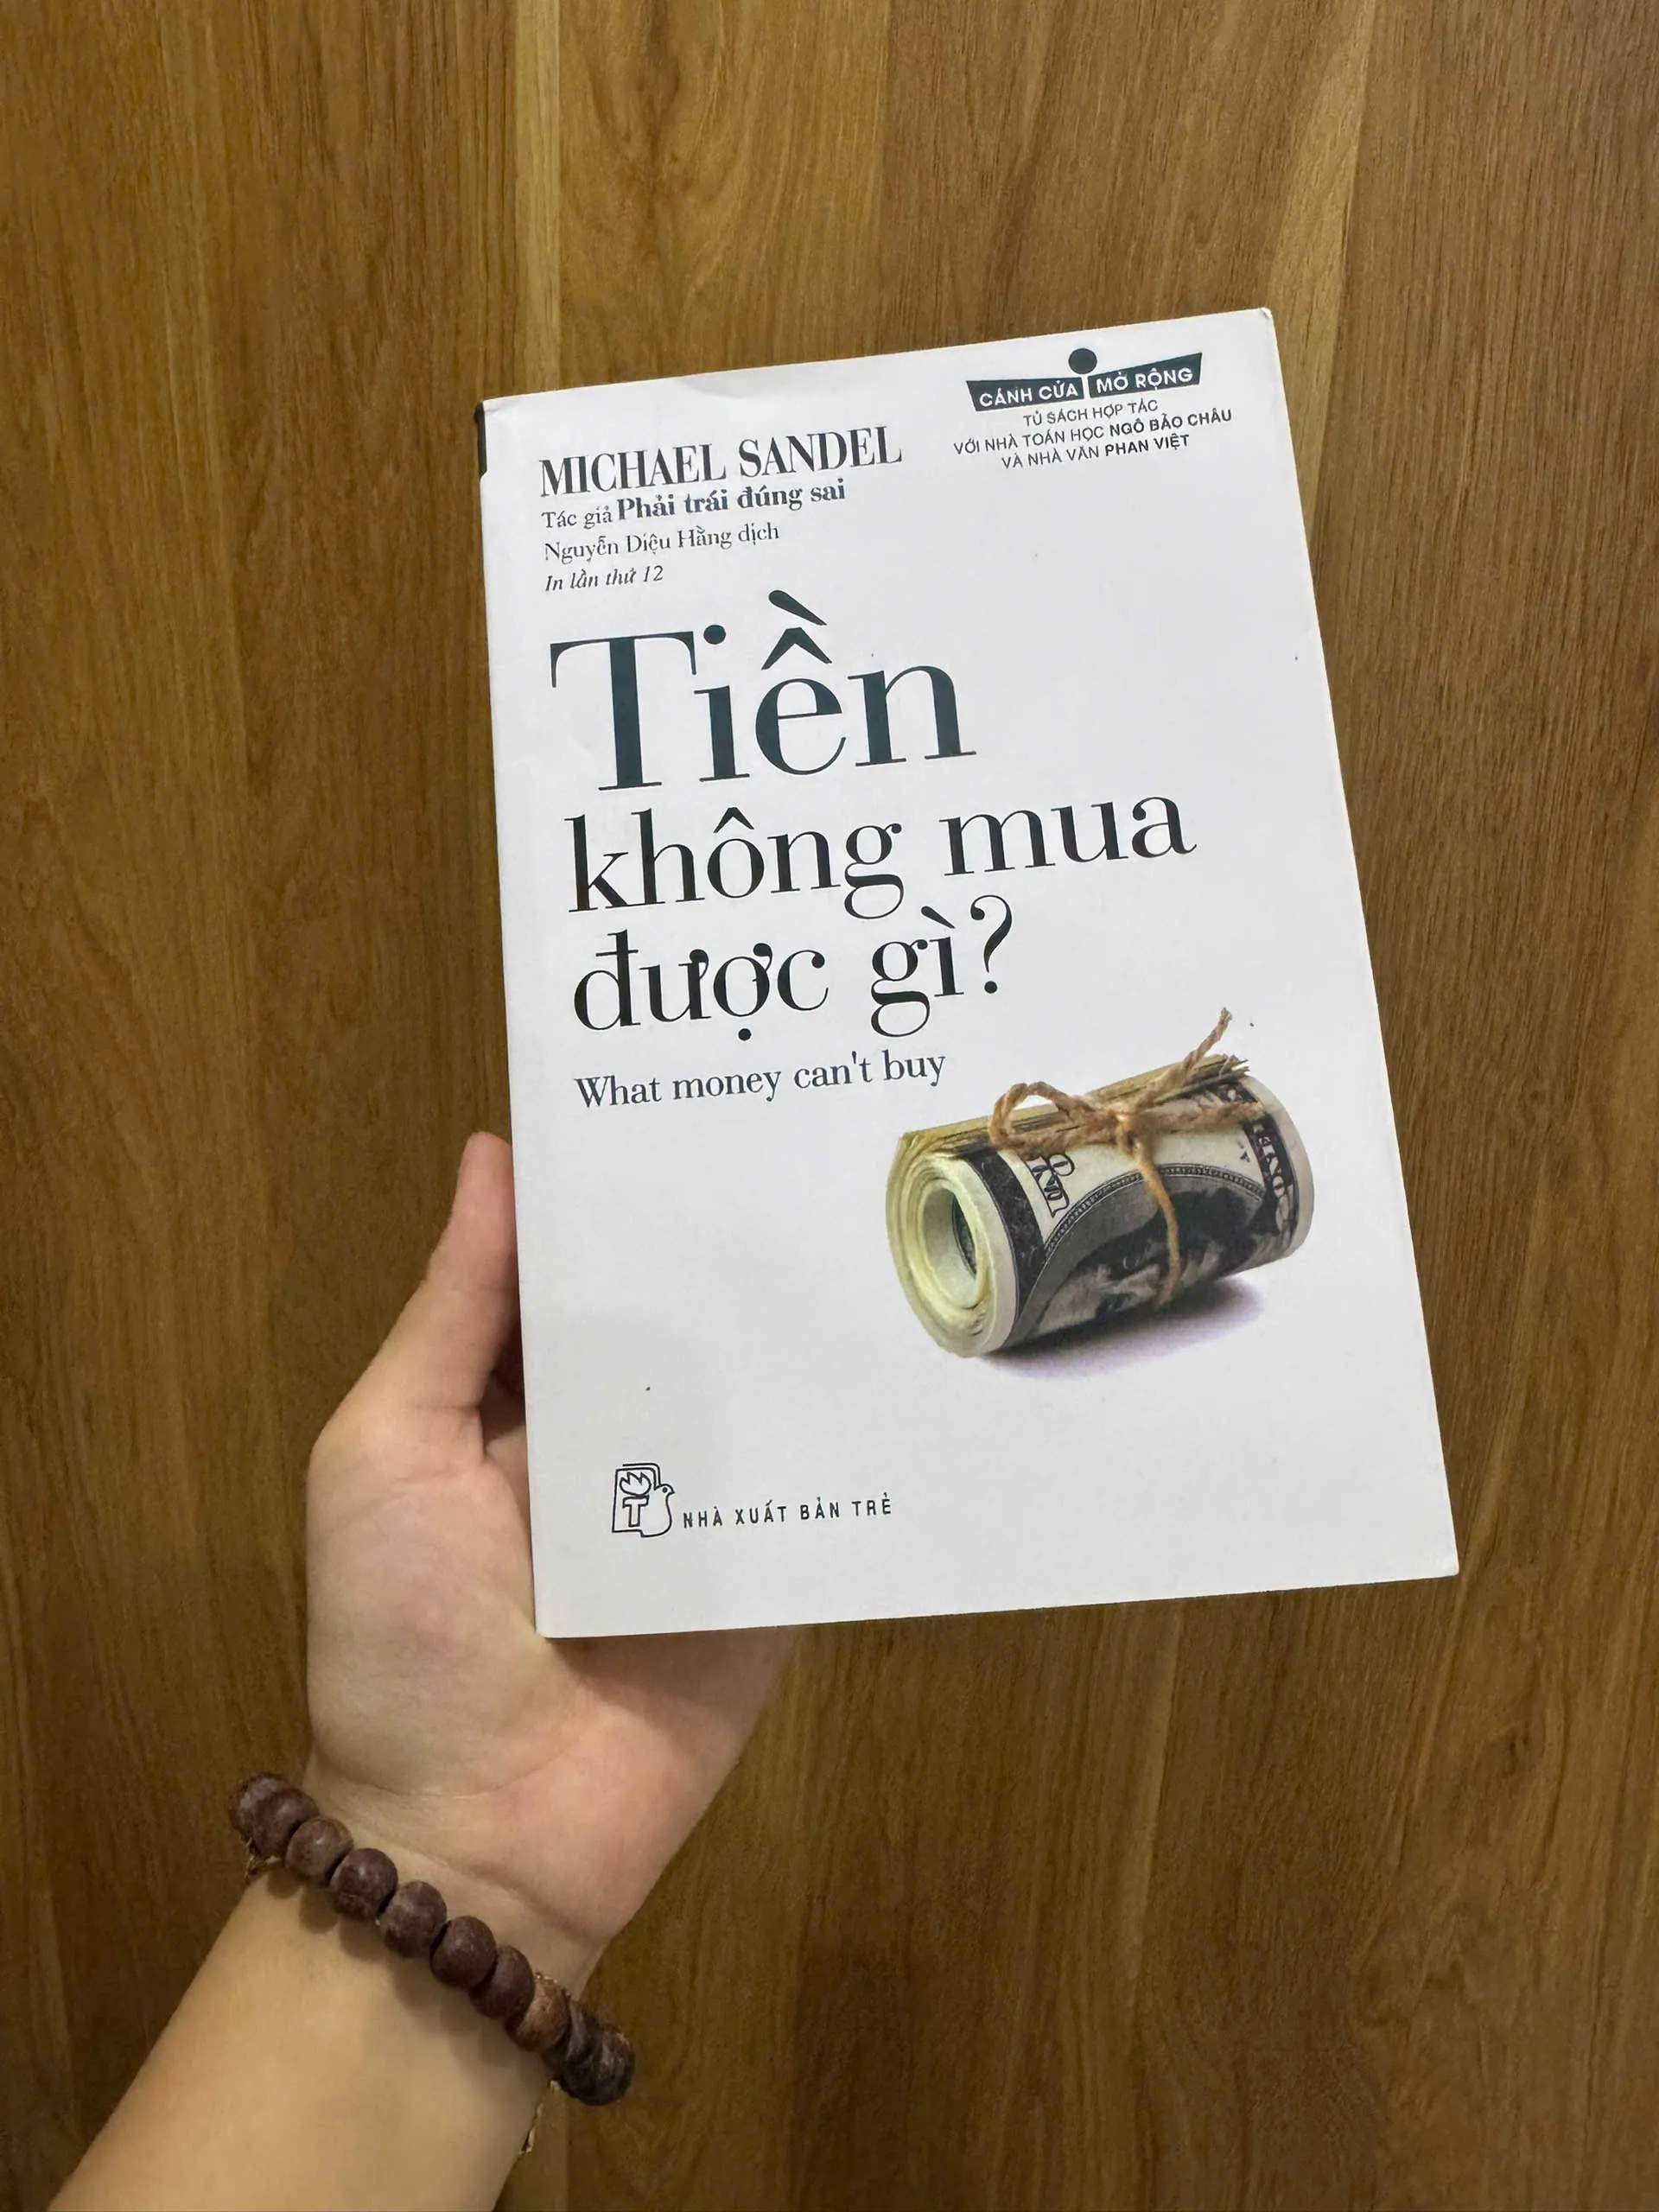 MICHAEL SANDEL
Tác giả Phải trái đúng sai
Nguyễn Diệu Hằng dịch
In lần thứ 12
CÁNH CỬA MỞ RỘNG
TỦ SÁCH HỢP TÁC
VỚI NHÀ TOÁN HỌC NGÔ BẢO CHÂU
VÀ NHÀ VĂN PHAN VIỆT
Tiền
không mua
được gì?
What money can't buy
T
NHÀ XUẤT BẢN TRẺ